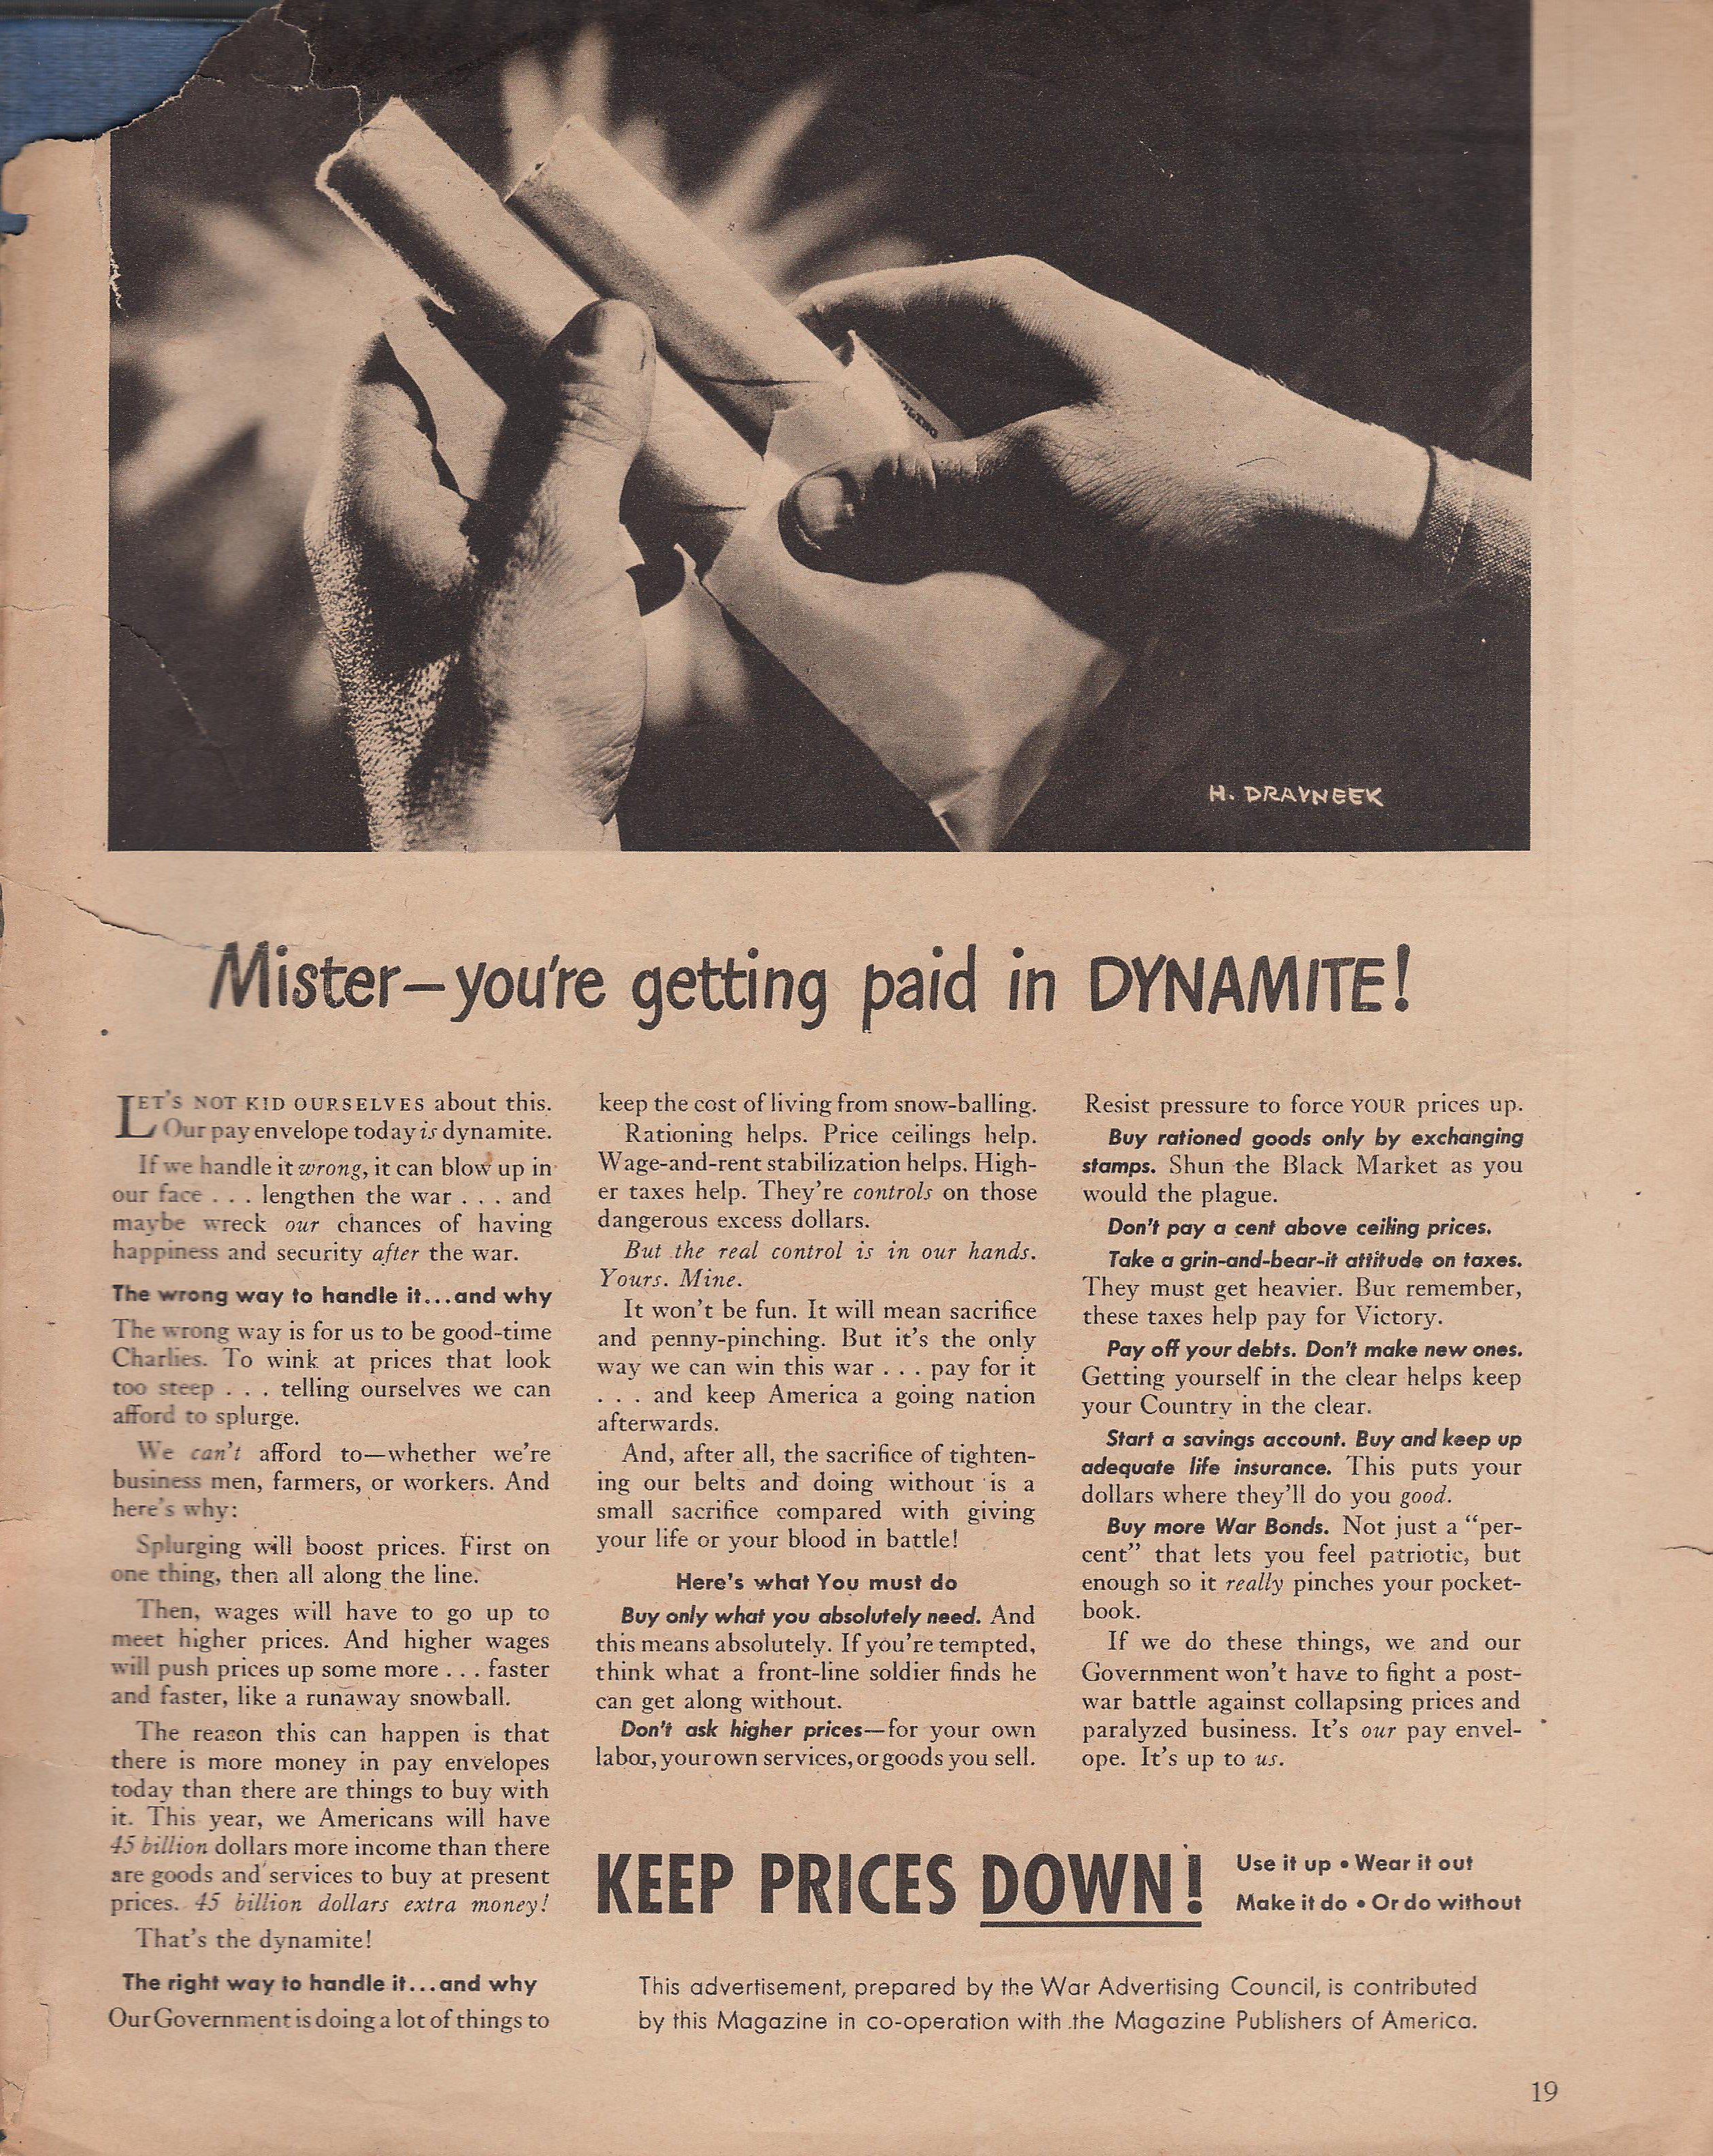 H. DRAYNEEK
Mister—you're getting paid in DYNAMITE!
LET'S NOT KID OURSELVES about this.
Our pay envelope today is dynamite.
If we handle it wrong, it can blow up in
our face . . . lengthen the war . . . and
maybe wreck our chances of having
happiness and security after the war.
The wrong way to handle it...and why
The wrong way is for us to be good-time
Charlies. To wink at prices that look
too steep . . . telling ourselves we can
afford to splurge.
We can't afford to—whether we're
business men, farmers, or workers. And
here's why:
Splurging will boost prices. First on
one thing, then all along the line.
Then, wages will have to go up to
meet higher prices. And higher wages
will push prices up some more . . . faster
and faster, like a runaway snowball.
The reason this can happen is that
there is more money in pay envelopes
today than there are things to buy with
it. This year, we Americans will have
45 billion dollars more income than there
are goods and services to buy at present
prices. 45 billion dollars extra money!
That's the dynamite!
The right way to handle it...and why
Our Government is doing a lot of things to
keep the cost of living from snow-balling.
Rationing helps. Price ceilings help.
Wage-and-rent stabilization helps. High-
er taxes help. They're controls on those
dangerous excess dollars.
But the real control is in our hands.
Yours. Mine.
It won't be fun. It will mean sacrifice
and penny-pinching. But it's the only
way we can win this war . . . pay for it
. . . and keep America a going nation
afterwards.
And, after all, the sacrifice of tighten-
ing our belts and doing without is a
small sacrifice compared with giving
your life or your blood in battle!
Here's what You must do
Buy only what you absolutely need. And
this means absolutely. If you're tempted,
think what a front-line soldier finds he
can get along without.
Don't ask higher prices—for your own
labor, your own services, or goods you sell.
Resist pressure to force YOUR prices up.
Buy rationed goods only by exchanging
stamps. Shun the Black Market as you
would the plague.
Don't pay a cent above ceiling prices.
Take a grin-and-bear-it attitude on taxes.
They must get heavier. But remember,
these taxes help pay for Victory.
Pay off your debts. Don't make new ones.
Getting yourself in the clear helps keep
your Country in the clear.
Start a savings account. Buy and keep up
adequate life insurance. This puts your
dollars where they'll do you good.
Buy more War Bonds. Not just a “per-
cent” that lets you feel patriotic, but
enough so it really pinches your pocket-
book.
If we do these things, we and our
Government won't have to fight a post-
war battle against collapsing prices and
paralyzed business. It's our pay envel-
ope. It's up to us.
KEEP PRICES DOWN!
Use it up • Wear it out
Make it do • Or do without
This advertisement, prepared by the War Advertising Council, is contributed
by this Magazine in co-operation with the Magazine Publishers of America.
19